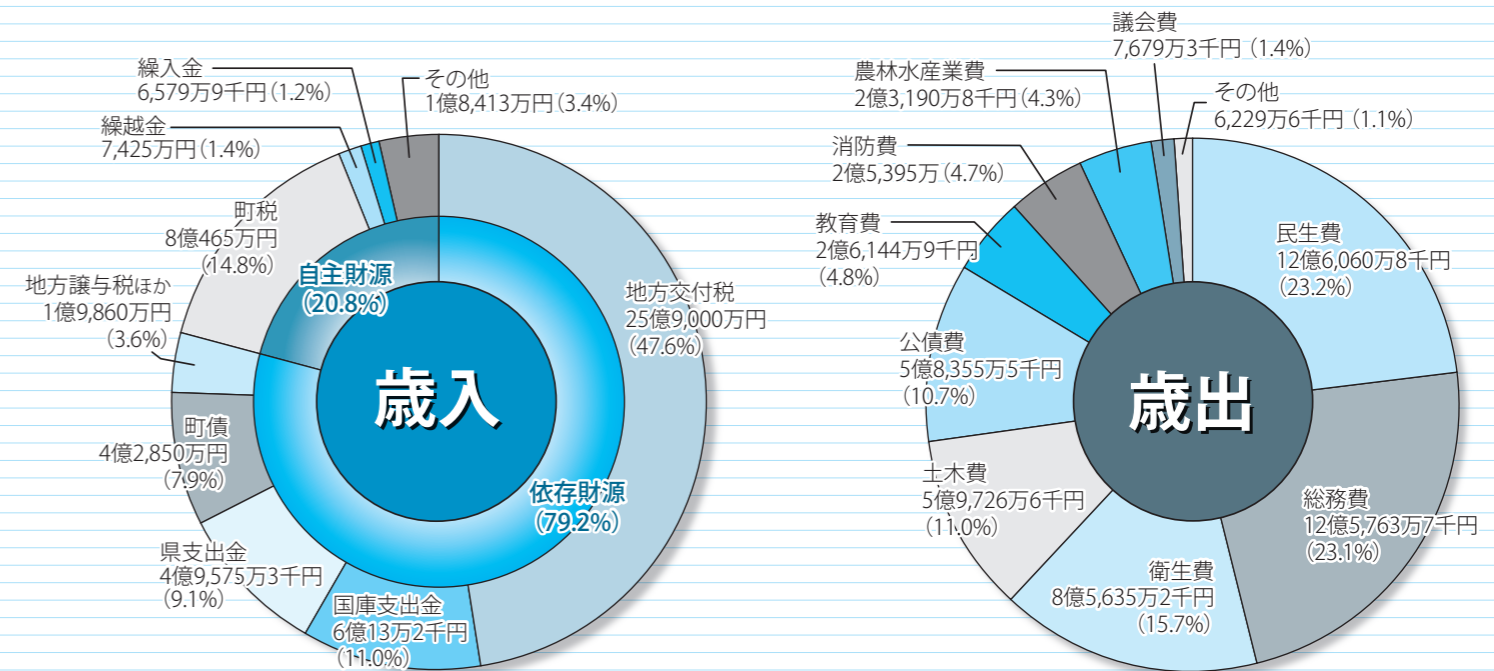 繰入金
6,579万9千円(1.2%)
その他
1億8,413万円(3.4%)
繰越金
7,425万円(1.4%)
町税
8億465万円
(14.8%)
地方譲与税ほか
1億9,860万円
(3.6%)
町債
4億2,850万円
(7.9%)
県支出金
4億9,575万3千円
(9.1%)
国庫支出金
6億13万2千円
(11.0%)
地方交付税
25億9,000万円
(47.6%)
自主財源
(20.8%)
依存財源
(79.2%)
歳入
議会費
7,679万3千円(1.4%)
農林水産業費
2億3,190万8千円(4.3%)
その他
6,229万6千円(1.1%)
消防費
2億5,395万(4.7%)
教育費
2億6,144万9千円
(4.8%)
公債費
5億8,355万5千円
(10.7%)
土木費
5億9,726万6千円
(11.0%)
衛生費
8億5,635万2千円
(15.7%)
総務費
12億5,763万7千円
(23.1%)
民生費
12億6,060万8千円
(23.2%)
歳出